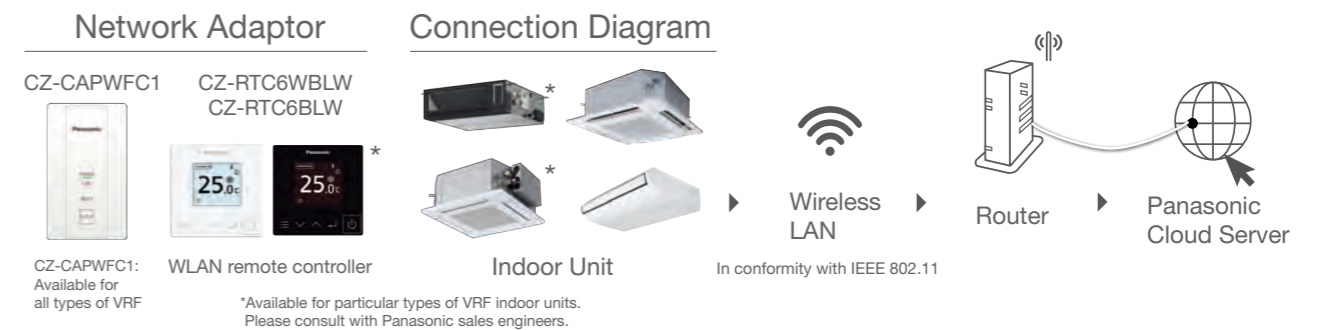 Network Adaptor
Connection Diagram
CZ-CAPWFC1
CZ-RTC6WBLW
CZ-RTC6BLW
Panasonic
Panasonic
25.0c
25.0c
*
*
*
CZ-CAPWFC1:
Available for
all types of VRF
WLAN remote controller
Indoor Unit
Wireless
LAN
In conformity with IEEE 802.11
Router
Panasonic
Cloud Server
*Available for particular types of VRF indoor units.
Please consult with Panasonic sales engineers.